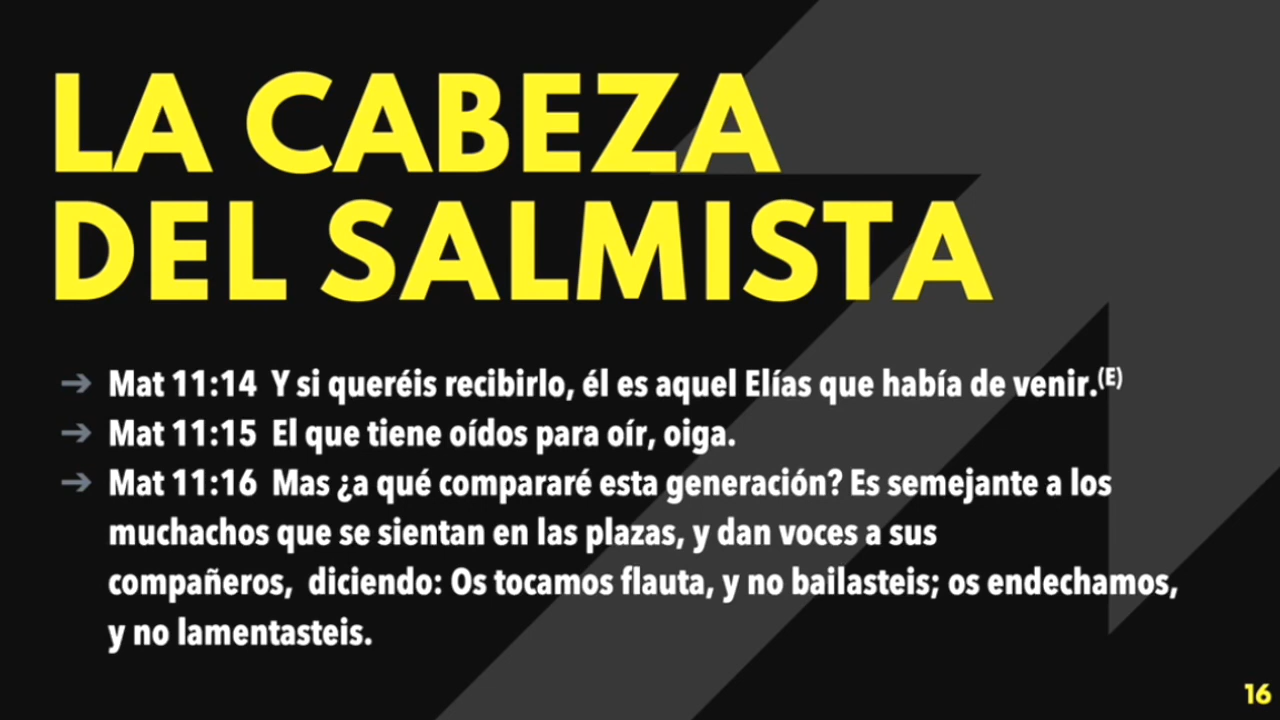 LA CABEZA
DEL SALMISTA
➔ Mat 11:14 Y si queréis recibirlo, él es aquel Elías que había de venir.(E)
➔ Mat 11:15 El que tiene oídos para oír, oiga.
➔ Mat 11:16 Mas ¿a qué compararé esta generación? Es semejante a los
muchachos que se sientan en las plazas, y dan voces a sus
compañeros, diciendo: Os tocamos flauta, y no bailasteis; os endechamos,
y no lamentasteis.
16